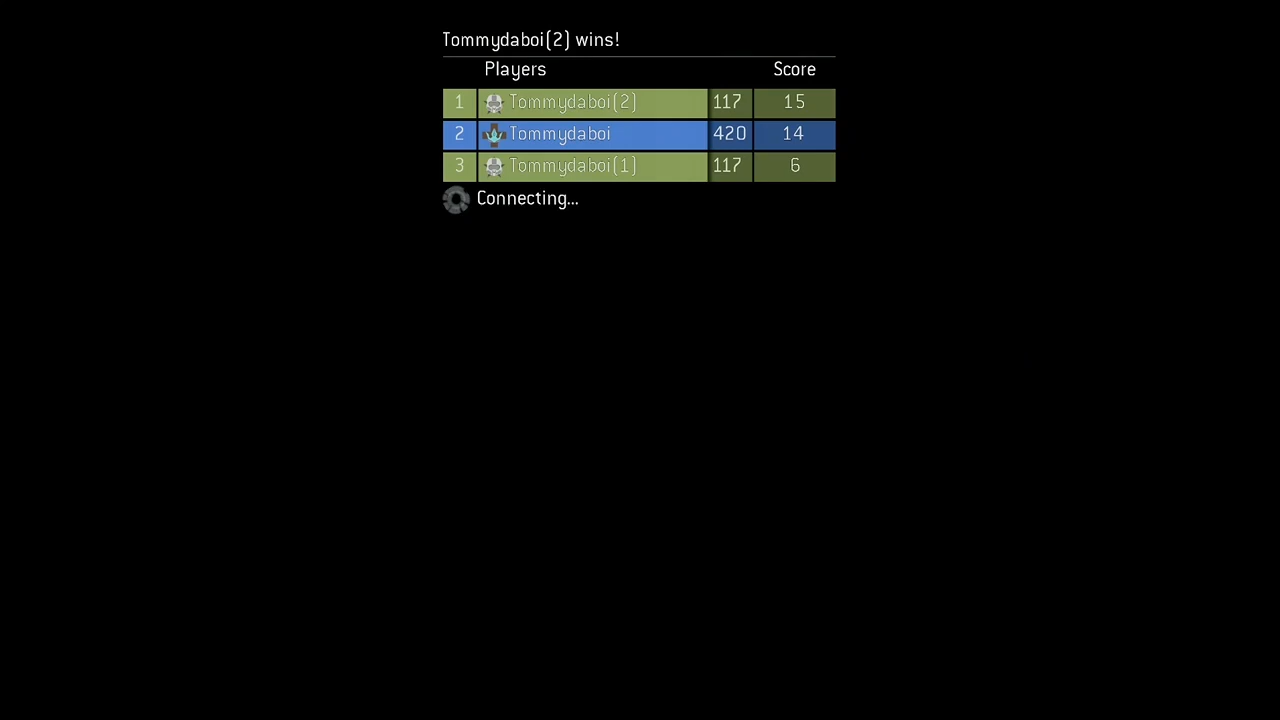 Tommydaboi(2) wins!
Players Score
1 Tommydaboi(2) 117 15
2 Tommydaboi 420 14
3 Tommydaboi(1) 117 6
Connecting...